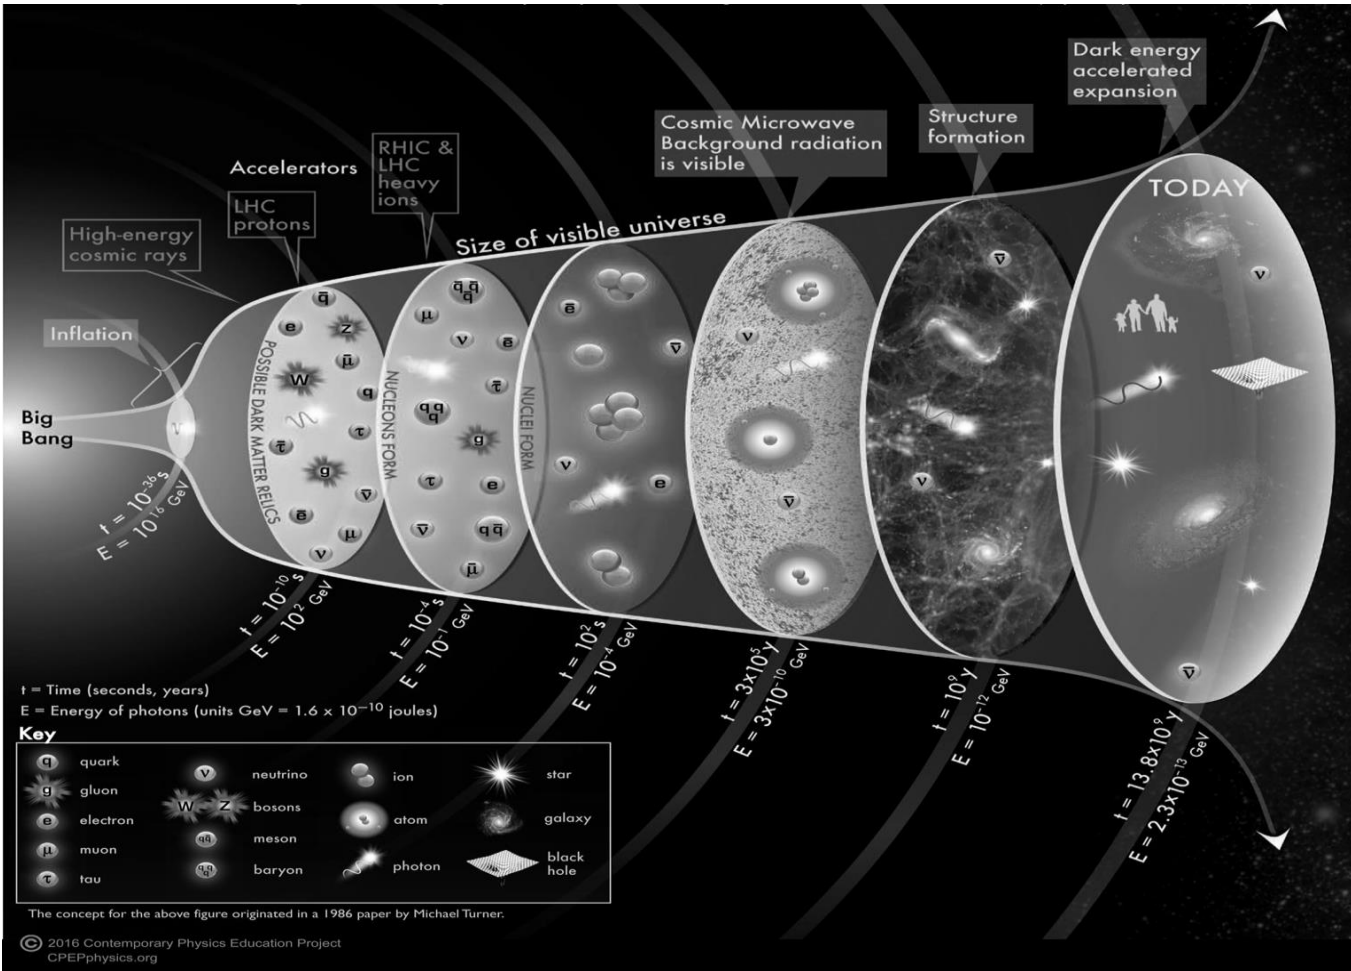 Dark energy
accelerated
expansion
Structure
formation
Cosmic Microwave
Background radiation
is visible
RHIC &
LHC
heavy
ions
Accelerators
LHC
protons
High-energy
cosmic rays
Inflation
Size of visible universe
TODAY
Big
Bang
POSSIBLE DARK MATTER RELICS
NUCLEONS FORM
NUCLEI FORM
q̄
e
Z
μ̄
W
q
τ
τ̄
g
ν̄
ē
μ
ν
q̄ q̄
q̄
μ
ν
ē
τ̄
q q
q
g
τ
e
ν̄
q q̄
μ̄
ē
ν̄
ν
e
ν
ν̄
ν̄
ν
ν
ν̄
t = 10⁻³⁶ s
E = 10¹⁶ GeV
t = 10⁻¹⁰ s
E = 10² GeV
t = 10⁻⁴ s
E = 10⁻¹ GeV
t = 10² s
E = 10⁻⁴ GeV
t = 3x10⁵ y
E = 3x10⁻¹⁰ GeV
t = 10⁹ y
E = 10⁻¹² GeV
t = 13.8x10⁹ y
E = 2.3x10⁻¹³ GeV
t = Time (seconds, years)
E = Energy of photons (units GeV = 1.6 x 10⁻¹⁰ joules)
Key
q quark
g gluon
e electron
μ muon
τ tau
ν neutrino
W Z bosons
qq̄ meson
qqq baryon
ion
atom
photon
star
galaxy
black
hole
The concept for the above figure originated in a 1986 paper by Michael Turner.
© 2016 Contemporary Physics Education Project
CPEPphysics.org